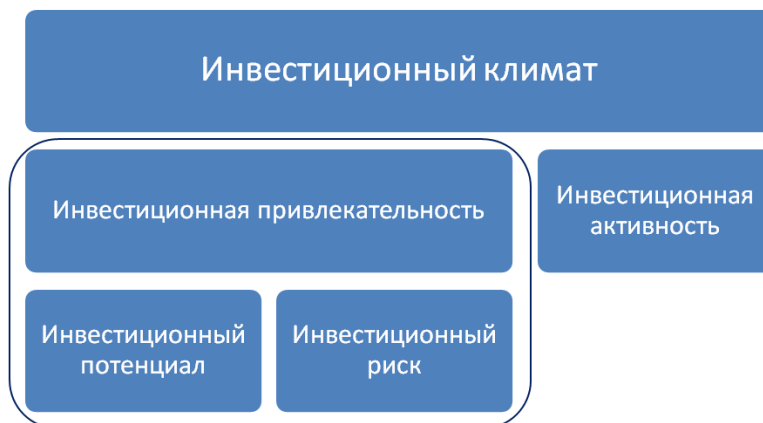 Инвестиционный климат
Инвестиционная привлекательность
Инвестиционная
активность
Инвестиционный
потенциал
Инвестиционный
риск